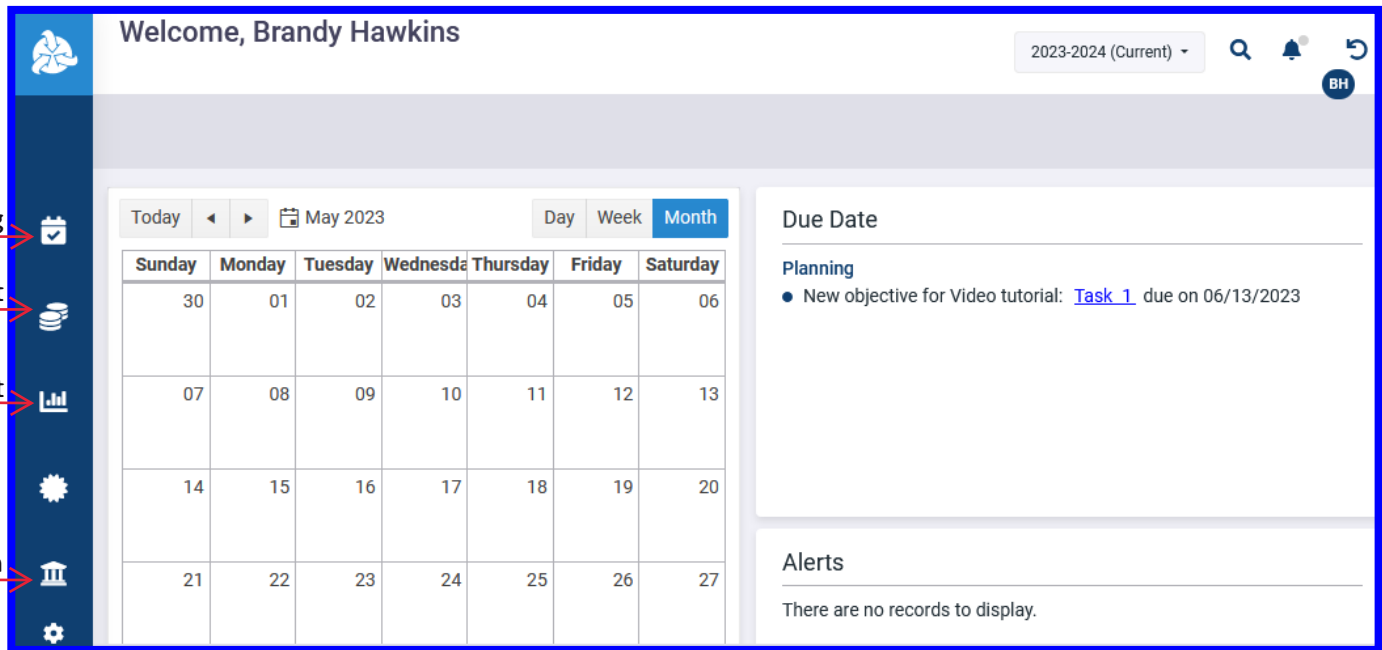 Welcome, Brandy Hawkins
2023-2024 (Current)
BH
Today May 2023 Day Week Month
Sunday Monday Tuesday Wednesda Thursday Friday Saturday
30 01 02 03 04 05 06
07 08 09 10 11 12 13
14 15 16 17 18 19 20
21 22 23 24 25 26 27
Due Date
Planning
New objective for Video tutorial: Task 1 due on 06/13/2023
Alerts
There are no records to display.